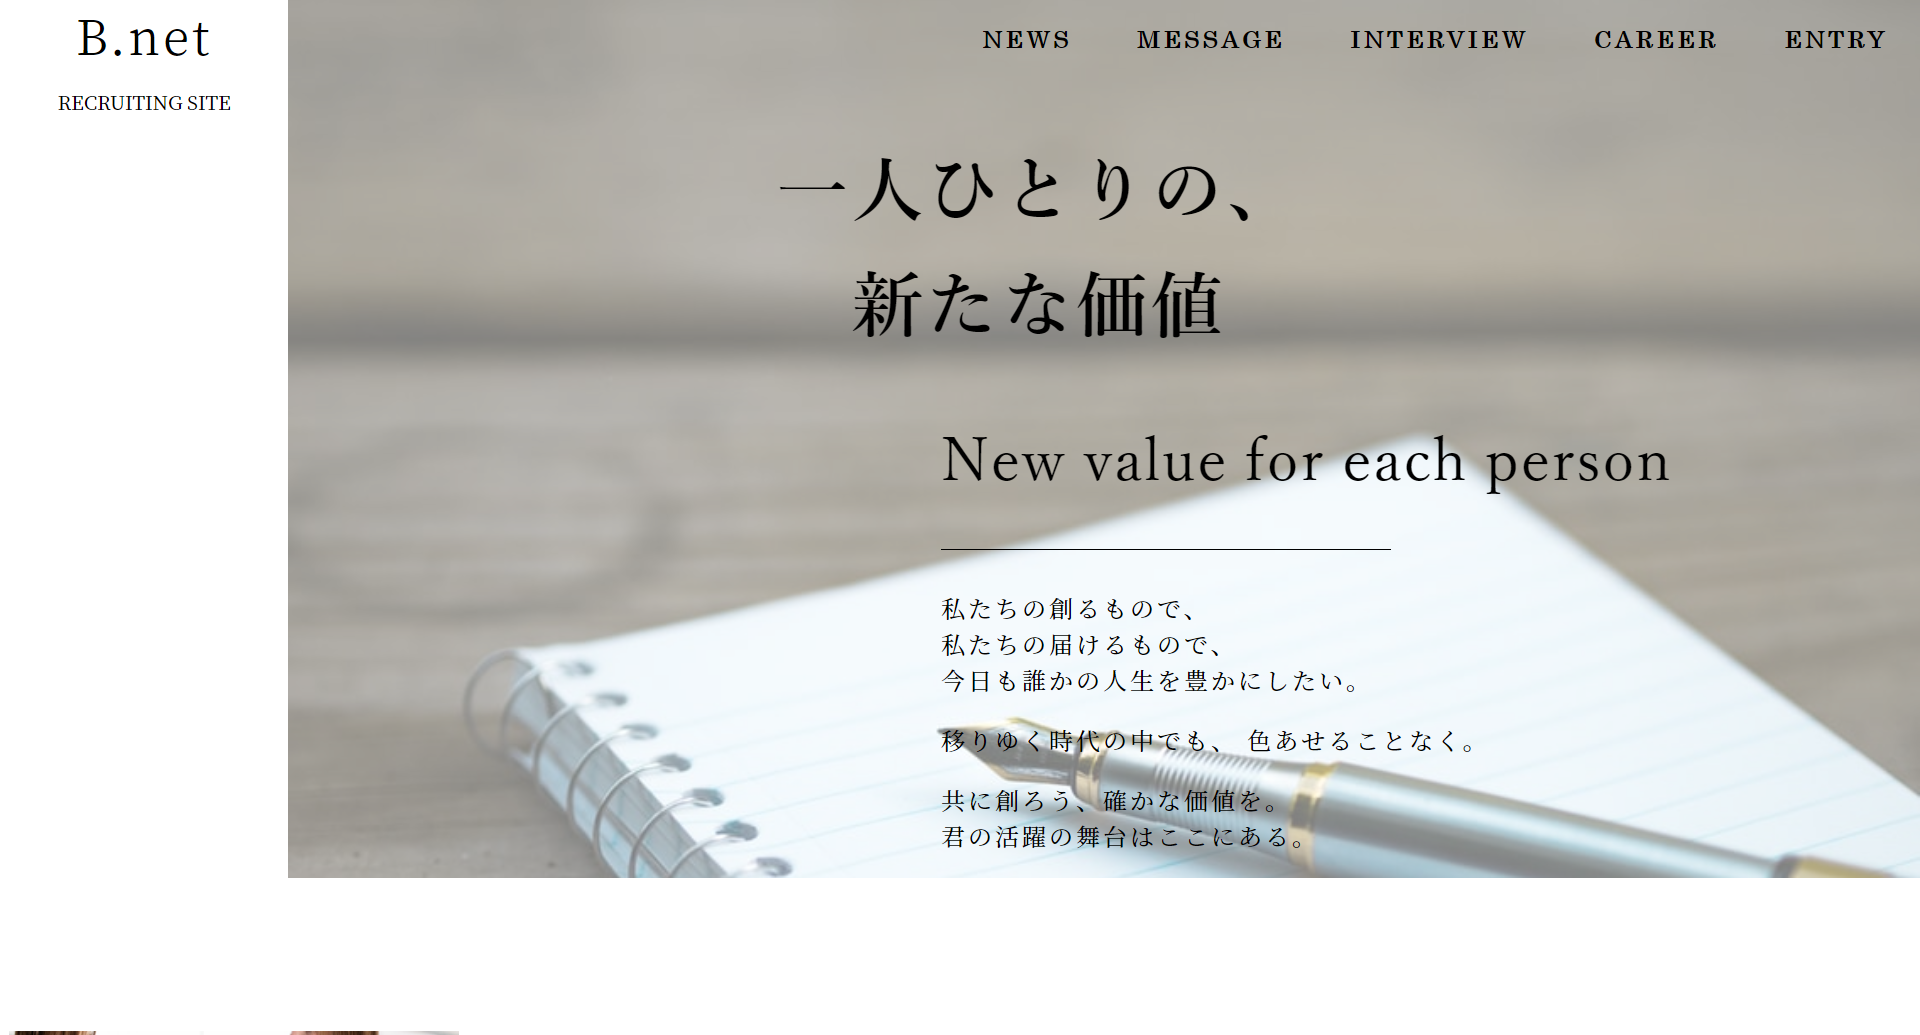 B.net
RECRUITING SITE
NEWS MESSAGE INTERVIEW CAREER ENTRY
一人ひとりの、
新たな価値
New value for each person
私たちの創るもので、
私たちの届けるもので、
今日も誰かの人生を豊かにしたい。
移りゆく時代の中でも、 色あせることなく。
共に創ろう、確かな価値を。
君の活躍の舞台はここにある。